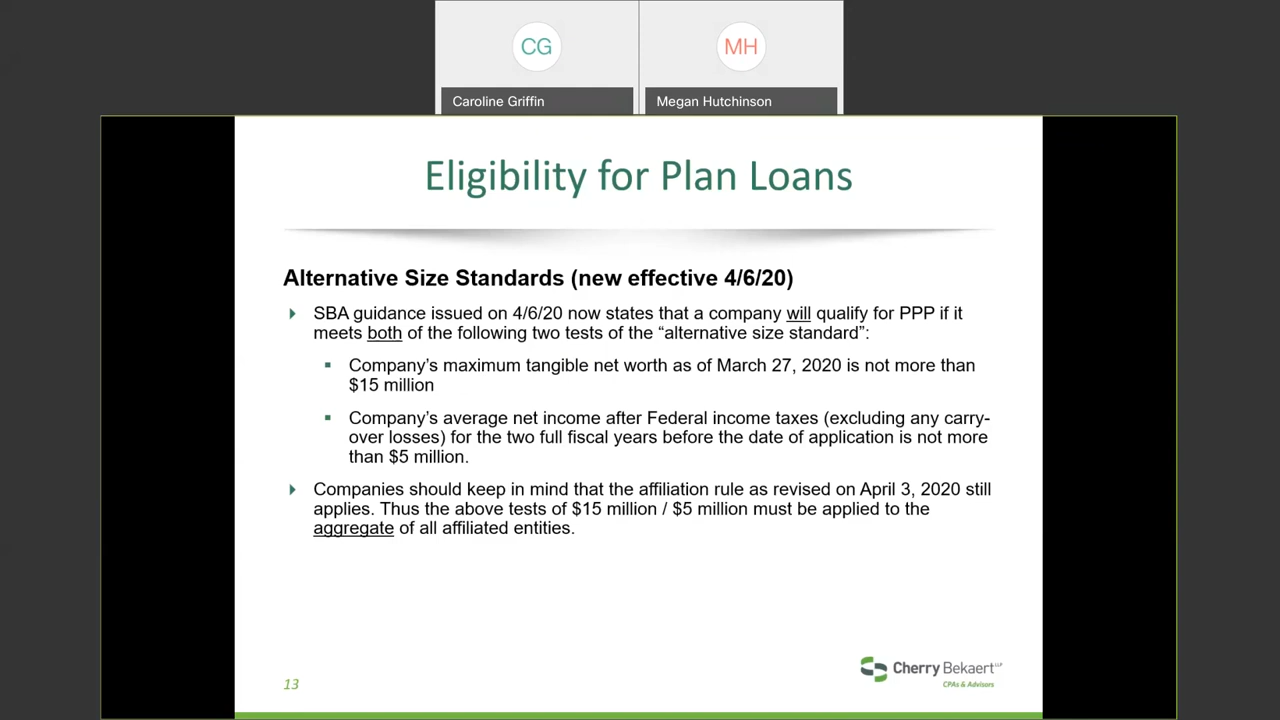 CG
MH
Caroline Griffin
Megan Hutchinson
Eligibility for Plan Loans
Alternative Size Standards (new effective 4/6/20)
SBA guidance issued on 4/6/20 now states that a company will qualify for PPP if it
meets both of the following two tests of the “alternative size standard”:
Company’s maximum tangible net worth as of March 27, 2020 is not more than
$15 million
Company’s average net income after Federal income taxes (excluding any carry-
over losses) for the two full fiscal years before the date of application is not more
than $5 million.
Companies should keep in mind that the affiliation rule as revised on April 3, 2020 still
applies. Thus the above tests of $15 million / $5 million must be applied to the
aggregate of all affiliated entities.
13
Cherry Bekaert LLP
CPAs & Advisors